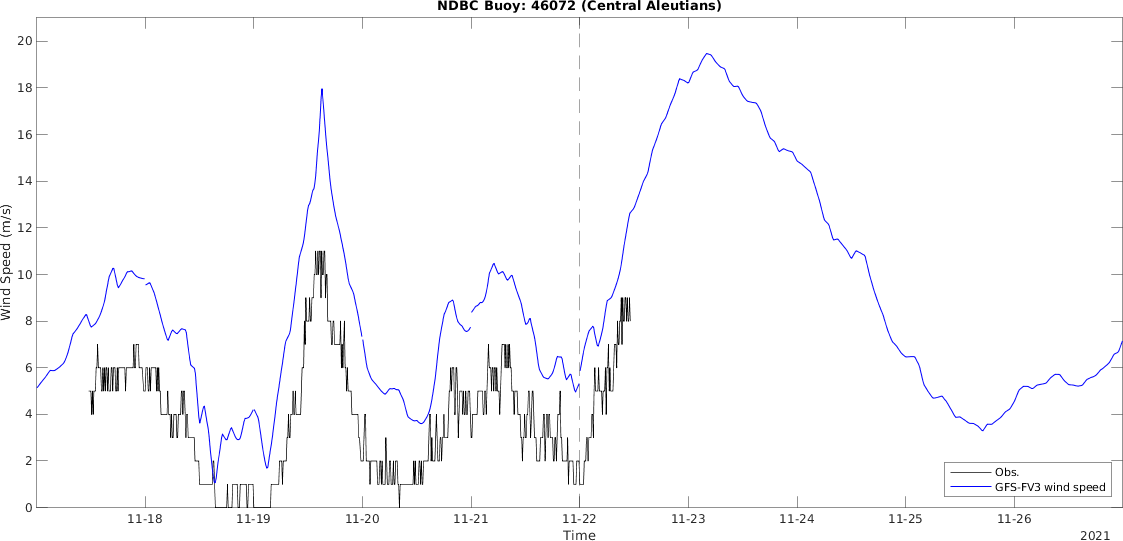 NDBC Buoy: 46072 (Central Aleutians)
20
18
16
14
12
10
8
6
4
2
0
Wind Speed (m/s)
11-18 11-19 11-20 11-21 11-22 11-23 11-24 11-25 11-26
Time
2021
Obs.
GFS-FV3 wind speed